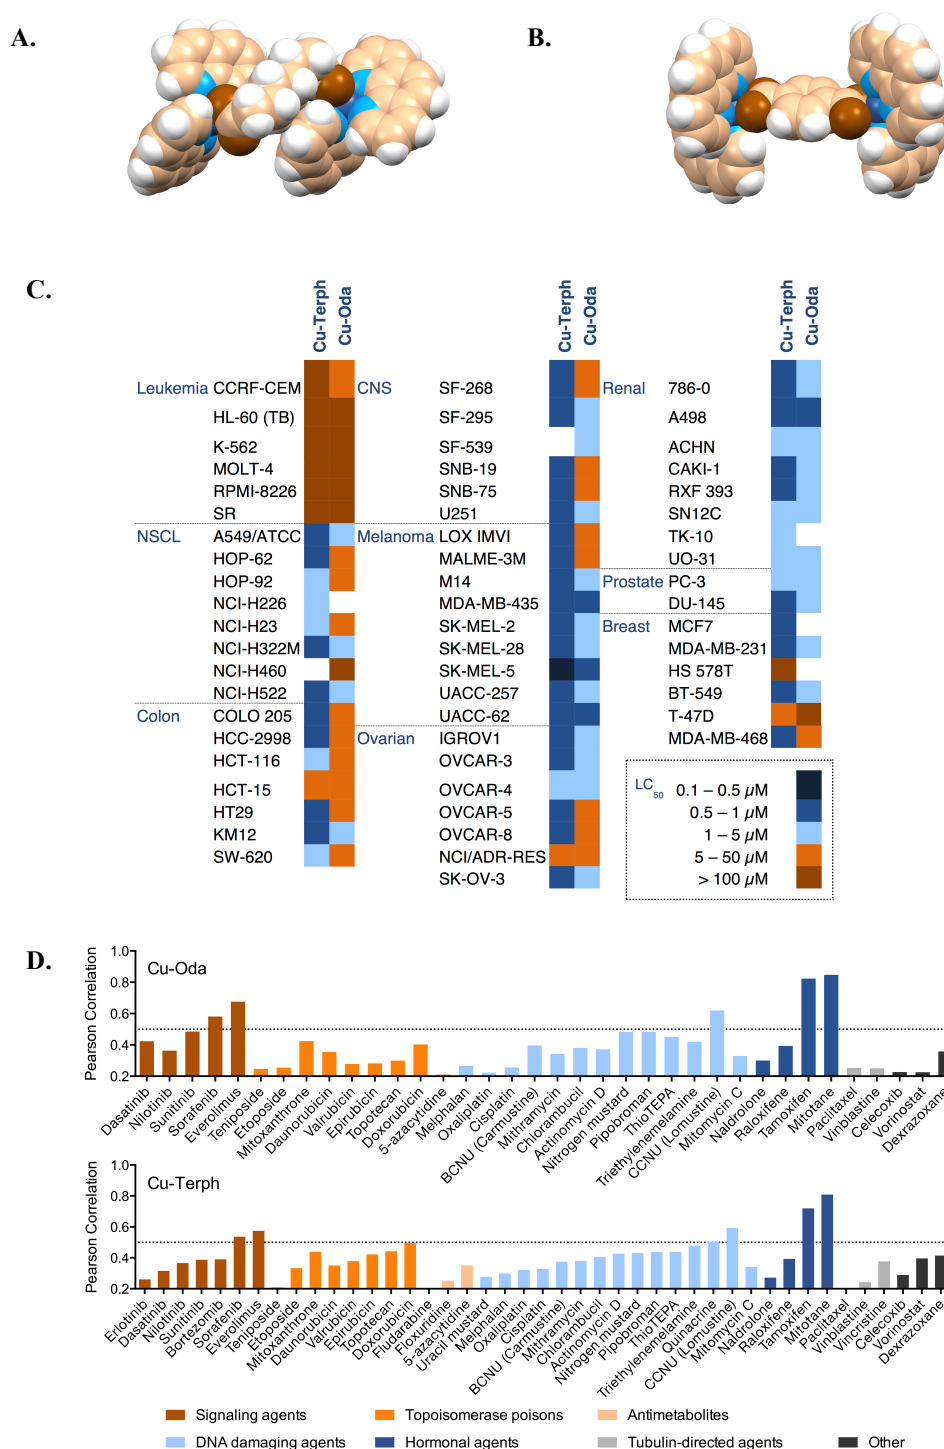 A.
B.
C.
Cu-Terph Cu-Oda Cu-Terph Cu-Oda Cu-Terph Cu-Oda
Leukemia CCRF-CEM
HL-60 (TB)
K-562
MOLT-4
RPMI-8226
SR
NSCL A549/ATCC
HOP-62
HOP-92
NCI-H226
NCI-H23
NCI-H322M
NCI-H460
NCI-H522
Colon COLO 205
HCC-2998
HCT-116
HCT-15
HT29
KM12
SW-620
CNS SF-268
SF-295
SF-539
SNB-19
SNB-75
U251
Melanoma LOX IMVI
MALME-3M
M14
MDA-MB-435
SK-MEL-2
SK-MEL-28
SK-MEL-5
UACC-257
UACC-62
Ovarian IGROV1
OVCAR-3
OVCAR-4
OVCAR-5
OVCAR-8
NCI/ADR-RES
SK-OV-3
Renal 786-0
A498
ACHN
CAKI-1
RXF 393
SN12C
TK-10
UO-31
Prostate PC-3
DU-145
Breast MCF7
MDA-MB-231
HS 578T
BT-549
T-47D
MDA-MB-468
LC50 0.1 – 0.5 µM
0.5 – 1 µM
1 – 5 µM
5 – 50 µM
> 100 µM
D.
Cu-Oda
Pearson Correlation
1.0
0.8
0.6
0.4
0.2
Dasatinib
Nilotinib
Sunitinib
Sorafenib
Everolimus
Teniposide
Etoposide
Mitoxanthrone
Daunorubicin
Valrubicin
Epirubicin
Topotecan
Doxorubicin
5-azacytidine
Melphalan
Oxaliplatin
Cisplatin
BCNU (Carmustine)
Mithramycin
Chlorambucil
Actinomycin D
Nitrogen mustard
Pipobroman
ThioTEPA
Triethylenemelamine
CCNU (Lomustine)
Mitomycin C
Naldrolone
Raloxifene
Tamoxifen
Mitotane
Paclitaxel
Vinblastine
Celecoxib
Vorinostat
Dexrazoxane
Cu-Terph
Pearson Correlation
1.0
0.8
0.6
0.4
0.2
Erlotinib
Dasatinib
Nilotinib
Sunitinib
Bortezomib
Sorafenib
Everolimus
Teniposide
Etoposide
Mitoxanthrone
Daunorubicin
Valrubicin
Epirubicin
Topotecan
Doxorubicin
Fludarabine
Floxuridine
5-azacytidine
Uracil mustard
Melphalan
Oxaliplatin
Cisplatin
BCNU (Carmustine)
Mithramycin
Chlorambucil
Actinomycin D
Nitrogen mustard
Pipobroman
ThioTEPA
Triethylenemelamine
Quinacrine
CCNU (Lomustine)
Mitomycin C
Naldrolone
Raloxifene
Tamoxifen
Mitotane
Paclitaxel
Vinblastine
Vincristine
Celecoxib
Vorinostat
Dexrazoxane
Signaling agents Topoisomerase poisons Antimetabolites
DNA damaging agents Hormonal agents Tubulin-directed agents Other